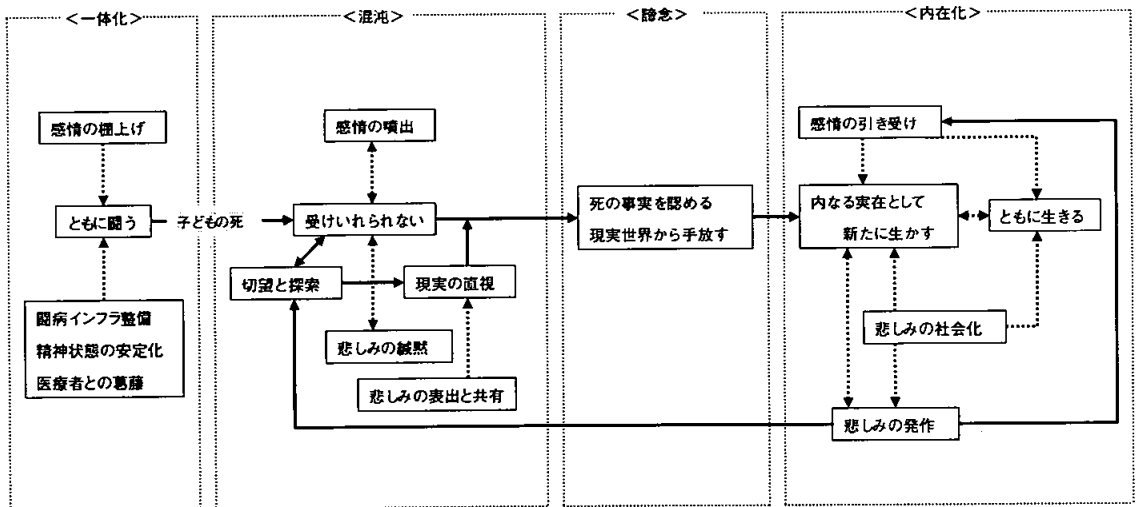 ＜一体化＞
＜混沌＞
＜諦念＞
＜内在化＞
感情の棚上げ
ともに闘う
闘病インフラ整備
精神状態の安定化
医療者との葛藤
子どもの死
感情の噴出
受けいれられない
切望と探索
現実の直視
悲しみの緘黙
悲しみの表出と共有
死の事実を認める
現実世界から手放す
感情の引き受け
内なる実在として
新たに生かす
ともに生きる
悲しみの社会化
悲しみの発作